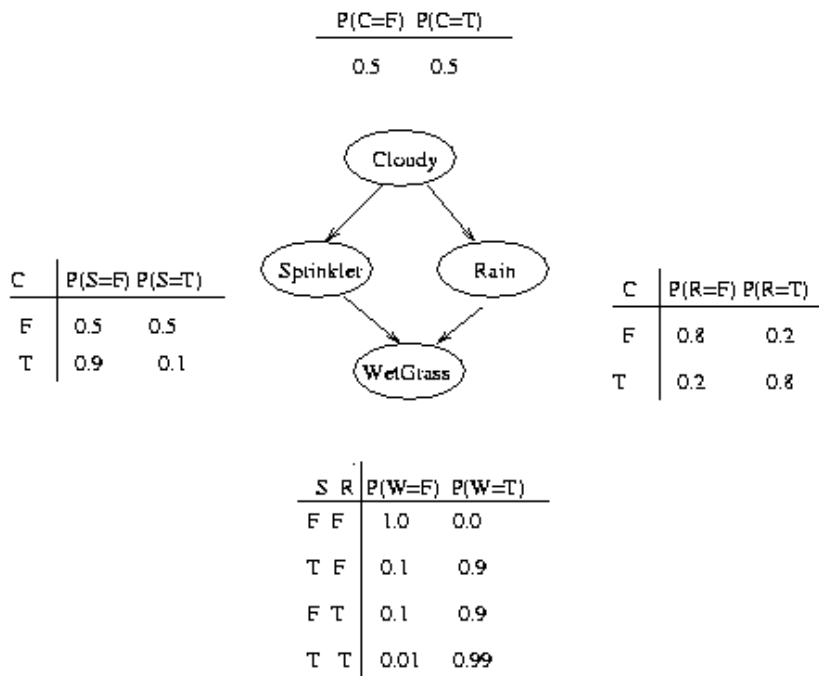 P(C=F) P(C=T)
0.5 0.5
Cloudy
Sprinkler
Rain
C P(S=F) P(S=T)
F 0.5 0.5
T 0.9 0.1
C P(R=F) P(R=T)
F 0.8 0.2
T 0.2 0.8
WetGrass
S R P(W=F) P(W=T)
F F 1.0 0.0
T F 0.1 0.9
F T 0.1 0.9
T T 0.01 0.99